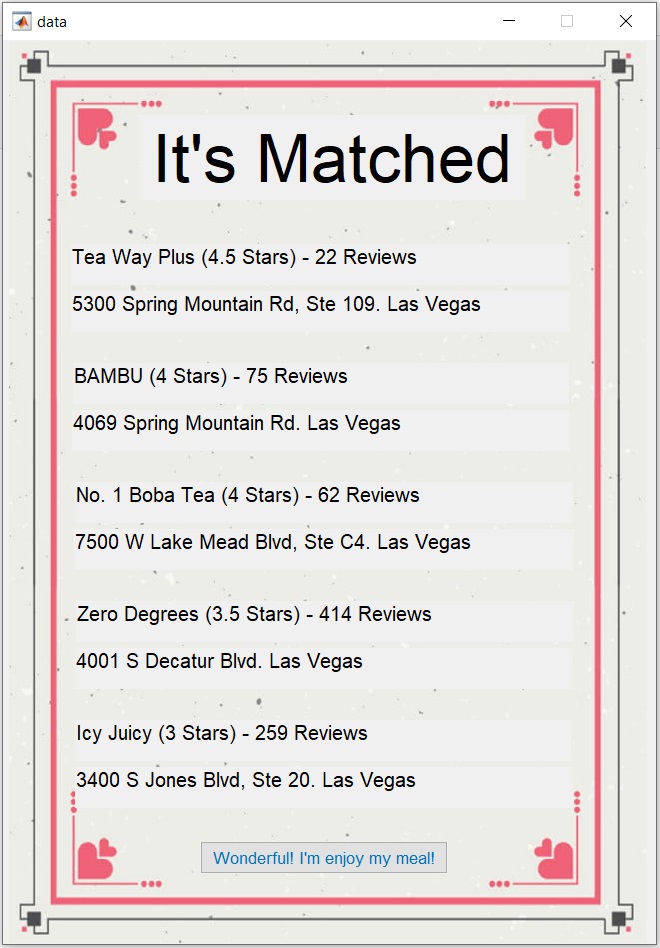 data
It's Matched
Tea Way Plus (4.5 Stars) - 22 Reviews
5300 Spring Mountain Rd, Ste 109. Las Vegas
BAMBU (4 Stars) - 75 Reviews
4069 Spring Mountain Rd. Las Vegas
No. 1 Boba Tea (4 Stars) - 62 Reviews
7500 W Lake Mead Blvd, Ste C4. Las Vegas
Zero Degrees (3.5 Stars) - 414 Reviews
4001 S Decatur Blvd. Las Vegas
Icy Juicy (3 Stars) - 259 Reviews
3400 S Jones Blvd, Ste 20. Las Vegas
Wonderful! I'm enjoy my meal!